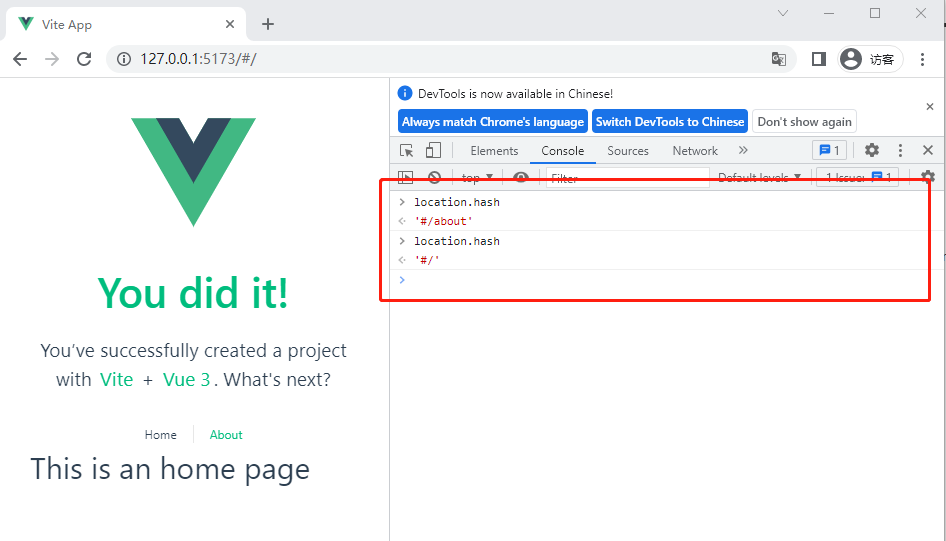 Vite App
127.0.0.1:5173/#/
访客
You did it!
You've successfully created a project
with Vite + Vue 3. What's next?
Home
About
This is an home page
DevTools is now available in Chinese!
Always match Chrome's language
Switch DevTools to Chinese
Don't show again
Elements
Console
Sources
Network
1
top
Filter
Default levels
1 Issue:
1
location.hash
'#/about'
location.hash
'#/'